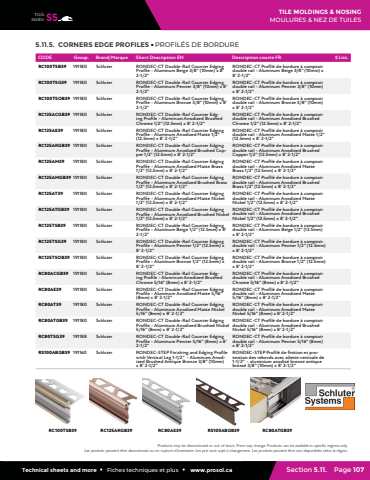 TOUS
INDEX S5
TILE MOLDINGS & NOSING
MOULURES & NEZ DE TUILES
5.11.5. CORNERS EDGE PROFILES • PROFILÉS DE BORDURE
CODE Group. Brand/Marque Short Description EN Description courte FR $ List.
RC100TSB39 191180 Schluter RONDEC-CT Double-Rail Counter Edging RONDEC-CT Profilé de bordure à comptoir
Profile - Aluminum Beige 3/8" (10mm) x 8' double rail - Aluminum Beige 3/8" (10mm) x
2-1/2" 8' 2-1/2"
RC100TSG39 191180 Schluter RONDEC-CT Double-Rail Counter Edging RONDEC-CT Profilé de bordure à comptoir
Profile - Aluminum Pewter 3/8" (10mm) x 8' double rail - Aluminum Pewter 3/8" (10mm)
2-1/2" x 8' 2-1/2"
RC100TSOB39 191180 Schluter RONDEC-CT Double-Rail Counter Edging RONDEC-CT Profilé de bordure à comptoir
Profile - Aluminum Bronze 3/8" (10mm) x 8' double rail - Aluminum Bronze 3/8" (10mm)
2-1/2" x 8' 2-1/2"
RC125ACGB39 191180 Schluter RONDEC-CT Double-Rail Counter Edg- RONDEC-CT Profilé de bordure à comptoir
ing Profile - Aluminum Anodized Brushed double rail - Aluminum Anodized Brushed
Chrome 1/2" (12.5mm) x 8' 2-1/2" Chrome 1/2" (12.5mm) x 8' 2-1/2"
RC125AE39 191180 Schluter RONDEC-CT Double-Rail Counter Edging RONDEC-CT Profilé de bordure à comptoir
Profile - Aluminum Anodized Matte 1/2" double rail - Aluminum Anodized Matte 1/2"
(12.5mm) x 8' 2-1/2" (12.5mm) x 8' 2-1/2"
RC125AKGB39 191180 Schluter RONDEC-CT Double-Rail Counter Edging RONDEC-CT Profilé de bordure à comptoir
Profile - Aluminum Anodized Brushed Cop- double rail - Aluminum Anodized Brushed
per 1/2" (12.5mm) x 8' 2-1/2" Copper 1/2" (12.5mm) x 8' 2-1/2"
RC125AM39 191180 Schluter RONDEC-CT Double-Rail Counter Edging RONDEC-CT Profilé de bordure à comptoir
Profile - Aluminum Anodized Matte Brass double rail - Aluminum Anodized Matte
1/2" (12.5mm) x 8' 2-1/2" Brass 1/2" (12.5mm) x 8' 2-1/2"
RC125AMGB39 191180 Schluter RONDEC-CT Double-Rail Counter Edging RONDEC-CT Profilé de bordure à comptoir
Profile - Aluminum Anodized Brushed Brass double rail - Aluminum Anodized Brushed
1/2" (12.5mm) x 8' 2-1/2" Brass 1/2" (12.5mm) x 8' 2-1/2"
RC125AT39 191180 Schluter RONDEC-CT Double-Rail Counter Edging RONDEC-CT Profilé de bordure à comptoir
Profile - Aluminum Anodized Matte Nickel double rail - Aluminum Anodized Matte
1/2" (12.5mm) x 8' 2-1/2" Nickel 1/2" (12.5mm) x 8' 2-1/2"
RC125ATGB39 191180 Schluter RONDEC-CT Double-Rail Counter Edging RONDEC-CT Profilé de bordure à comptoir
Profile - Aluminum Anodized Brushed Nickel double rail - Aluminum Anodized Brushed
1/2" (12.5mm) x 8' 2-1/2" Nickel 1/2" (12.5mm) x 8' 2-1/2"
RC125TSB39 191180 Schluter RONDEC-CT Double-Rail Counter Edging RONDEC-CT Profilé de bordure à comptoir
Profile - Aluminum Beige 1/2" (12.5mm) x 8' double rail - Aluminum Beige 1/2" (12.5mm)
2-1/2" x 8' 2-1/2"
RC125TSG39 191180 Schluter RONDEC-CT Double-Rail Counter Edging RONDEC-CT Profilé de bordure à comptoir
Profile - Aluminum Pewter 1/2" (12.5mm) x double rail - Aluminum Pewter 1/2" (12.5mm)
8' 2-1/2" x 8' 2-1/2"
RC125TSOB39 191180 Schluter RONDEC-CT Double-Rail Counter Edging RONDEC-CT Profilé de bordure à comptoir
Profile - Aluminum Bronze 1/2" (12.5mm) x double rail - Aluminum Bronze 1/2" (12.5mm)
8' 2-1/2" x 8' 2-1/2"
RC80ACGB39 191180 Schluter RONDEC-CT Double-Rail Counter Edg- RONDEC-CT Profilé de bordure à comptoir
ing Profile - Aluminum Anodized Brushed double rail - Aluminum Anodized Brushed
Chrome 5/16" (8mm) x 8' 2-1/2" Chrome 5/16" (8mm) x 8' 2-1/2"
RC80AE39 191180 Schluter RONDEC-CT Double-Rail Counter Edging RONDEC-CT Profilé de bordure à comptoir
Profile - Aluminum Anodized Matte 5/16" double rail - Aluminum Anodized Matte
(8mm) x 8' 2-1/2" 5/16" (8mm) x 8' 2-1/2"
RC80AT39 191180 Schluter RONDEC-CT Double-Rail Counter Edging RONDEC-CT Profilé de bordure à comptoir
Profile - Aluminum Anodized Matte Nickel double rail - Aluminum Anodized Matte
5/16" (8mm) x 8' 2-1/2" Nickel 5/16" (8mm) x 8' 2-1/2"
RC80ATGB39 191180 Schluter RONDEC-CT Double-Rail Counter Edging RONDEC-CT Profilé de bordure à comptoir
Profile - Aluminum Anodized Brushed Nickel double rail - Aluminum Anodized Brushed
5/16" (8mm) x 8' 2-1/2" Nickel 5/16" (8mm) x 8' 2-1/2"
RC80TSG39 191188 Schluter RONDEC-CT Double-Rail Counter Edging RONDEC-CT Profilé de bordure à comptoir
Profile - Aluminum Pewter 5/16" (8mm) x 8' double rail - Aluminum Pewter 5/16" (8mm)
2-1/2" x 8' 2-1/2"
RS100ABGB39 191160 Schluter RONDEC-STEP Finishing and Edging Profile RONDEC-STEP Profilé de finition et pro-
with Vertical Leg 1-1/2" - Aluminum Anod- tection des rebords avec ailette verticale de
ized Brushed Antique Bronze 3/8" (10mm) 1-1/2" - aluminium anodisé bronze antique
x 8' 2-1/2" brossé 3/8" (10mm) x 8' 2-1/2"
Schluter
Systems
RC100TSB39 RC125AKGB39 RC80AE39 RS100ABGB39 RC80ATGB39
Products may be discontinued or out of stock. Price may change. Products can be available in specific regions only.
Les produits peuvent être discontinués ou en rupture d'inventaire. Les prix sont sujet à changement. Les produits peuvent être non disponibles selon la région.
Technical sheets and more • Fiches techniques et plus • www.prosol.ca Section 5.11. Page 107